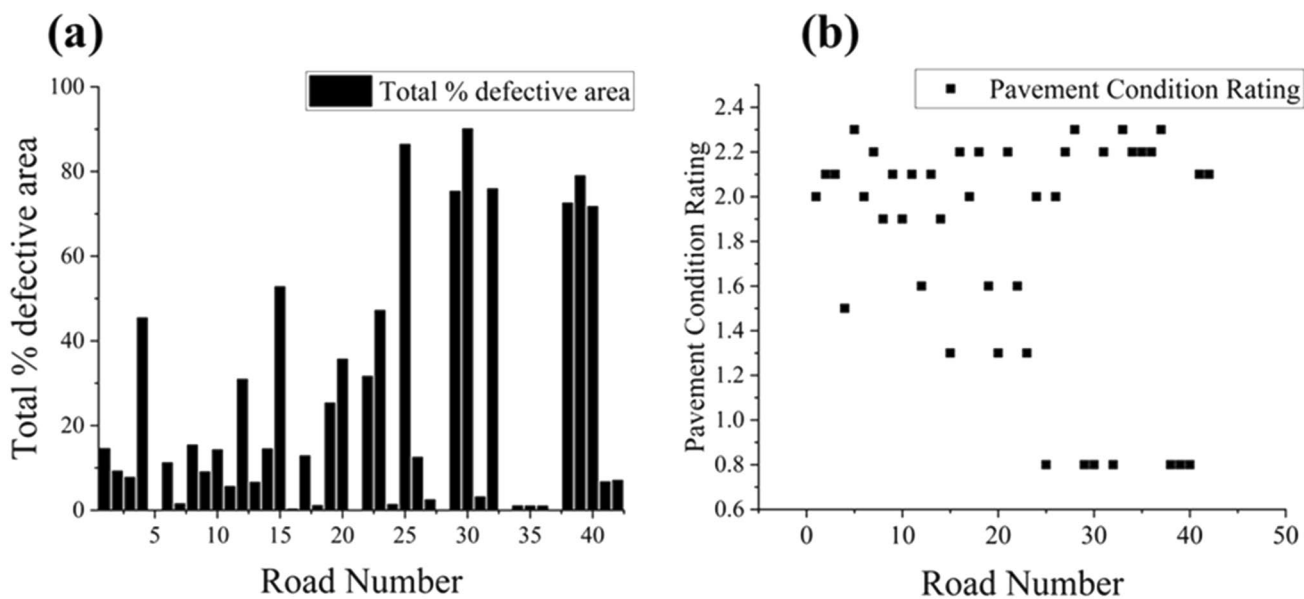 (a)
Total % defective area
100
80
60
40
20
0
Total % defective area
5 10 15 20 25 30 35 40
Road Number
(b)
Pavement Condition Rating
2.4
2.2
2.0
1.8
1.6
1.4
1.2
1.0
0.8
0.6
Pavement Condition Rating
0 10 20 30 40 50
Road Number